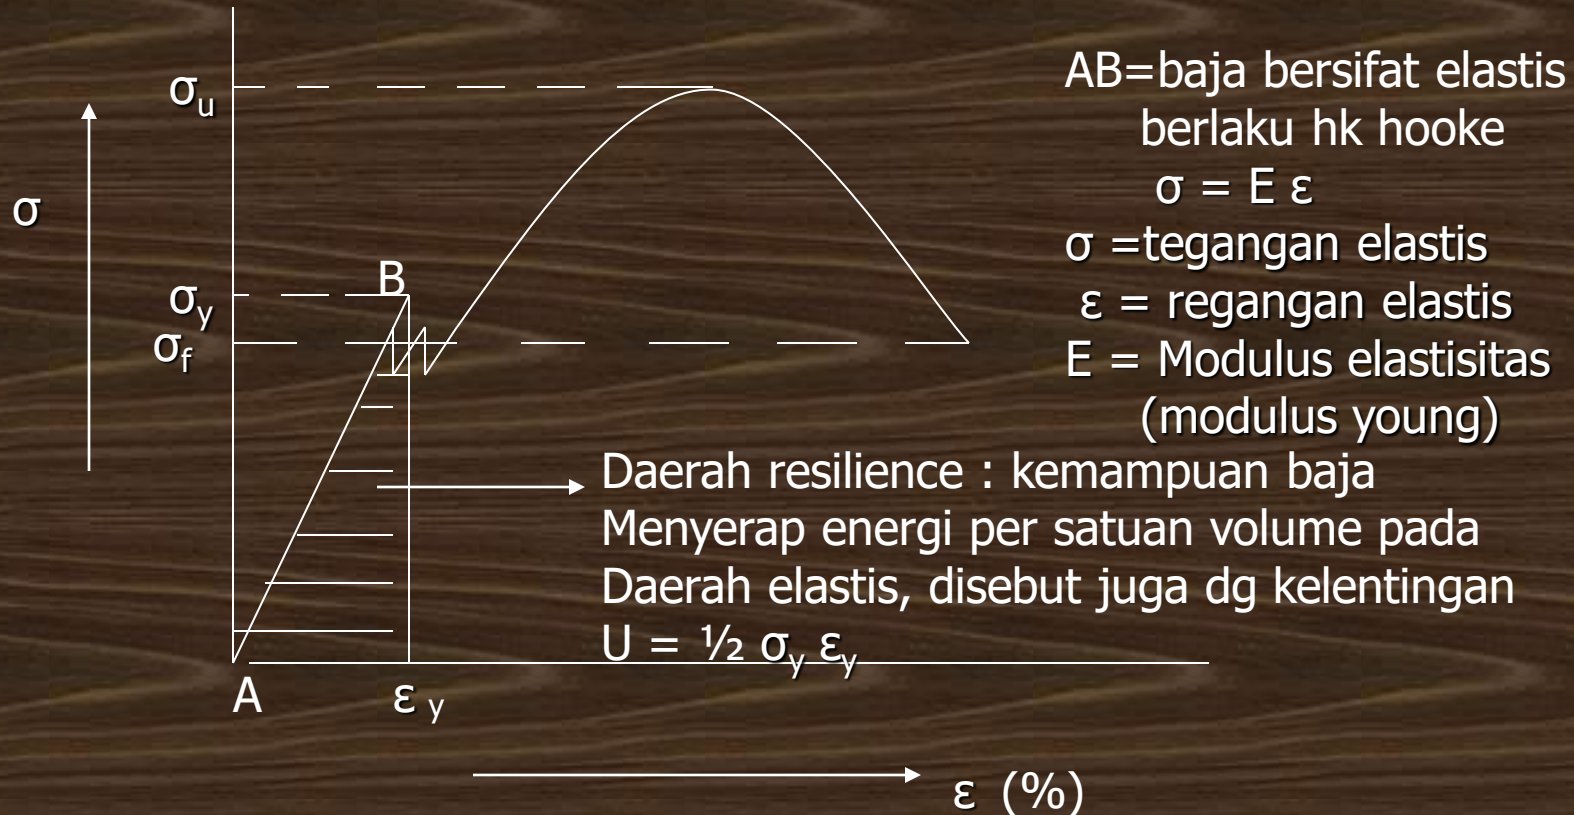 σᵤ
σ
σy
σf
B
A
ε y
ε (%)
AB=baja bersifat elastis
berlaku hk hooke
σ = E ε
σ =tegangan elastis
ε = regangan elastis
E = Modulus elastisitas
(modulus young)
Daerah resilience : kemampuan baja
Menyerap energi per satuan volume pada
Daerah elastis, disebut juga dg kelentingan
U = ½ σy εy